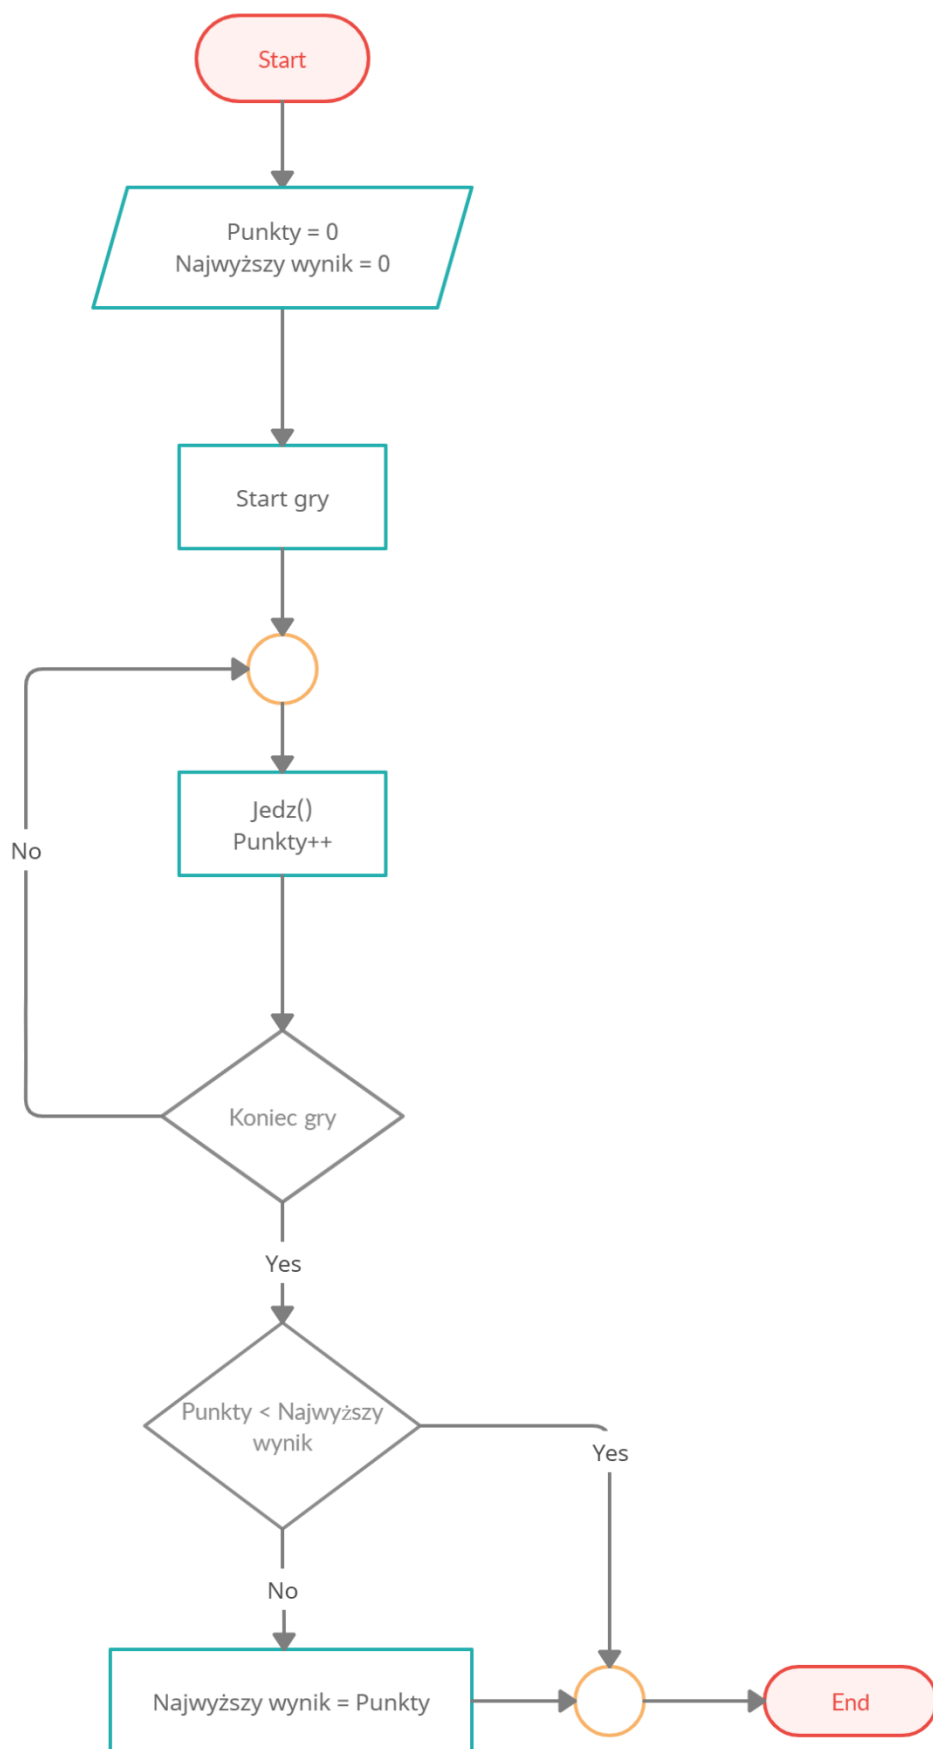 Start
Punkty = 0
Najwyższy wynik = 0
Start gry
Jedz()
Punkty++
No
Koniec gry
Yes
Punkty < Najwyższy
wynik
Yes
No
Najwyższy wynik = Punkty
End